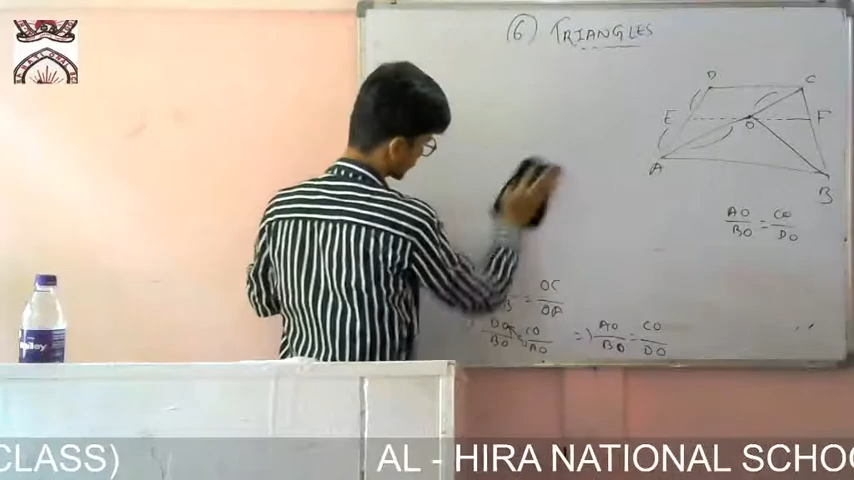 ⑥ TRIANGLES
D
C
E
O
F
A
B
AO/BO = CO/DO
B = OC/OA
DO/BO CO/AO => AO/BO = CO/DO
CLASS) AL - HIRA NATIONAL SCHOO